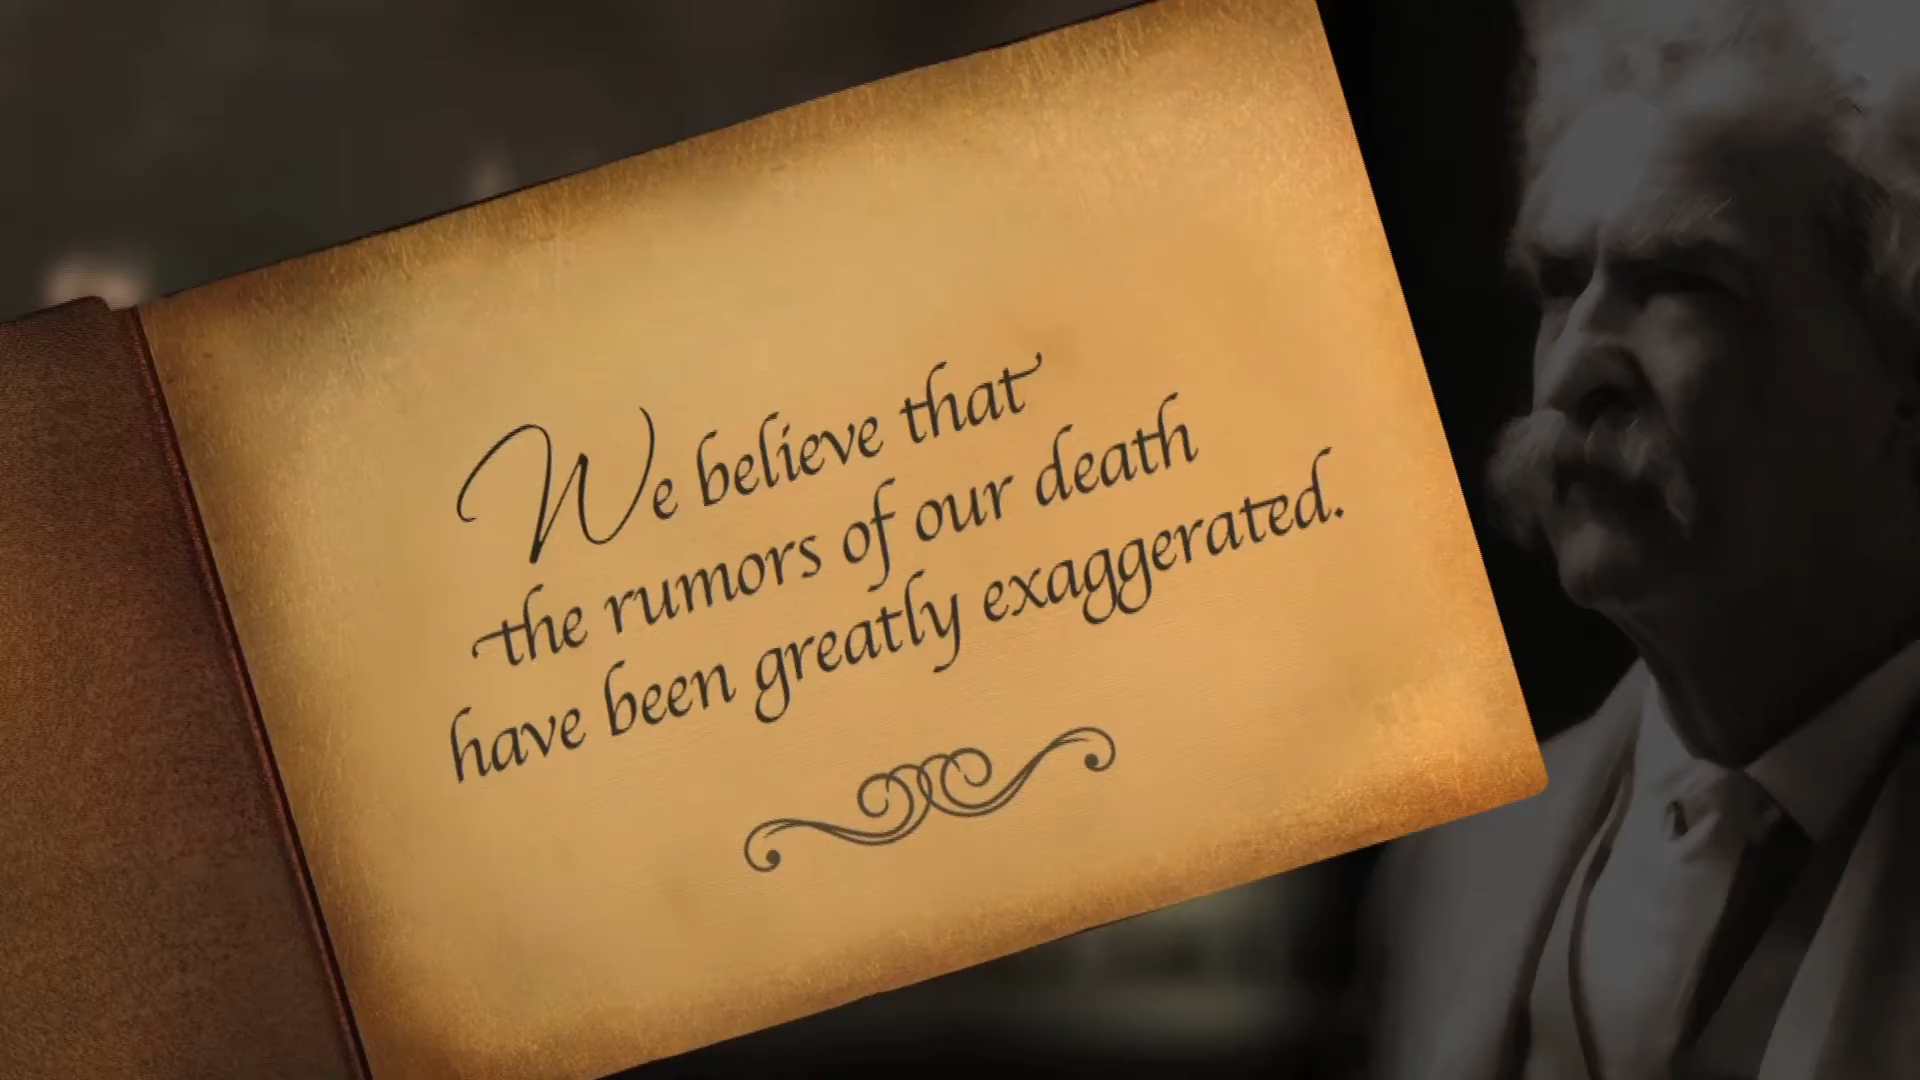 We believe that
the rumors of our death
have been greatly exaggerated.